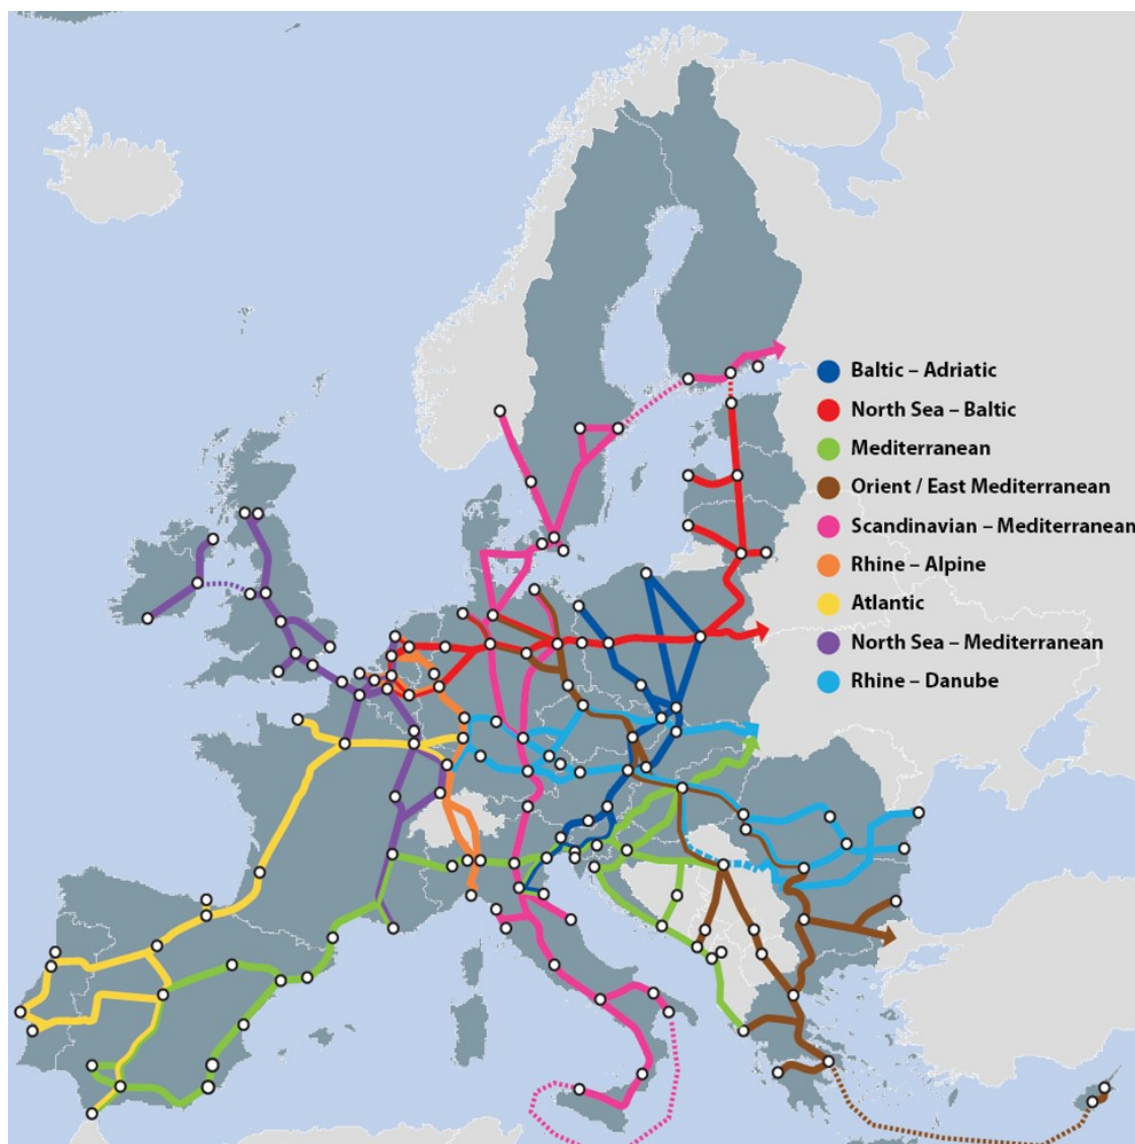 Baltic – Adriatic
North Sea – Baltic
Mediterranean
Orient / East Mediterranean
Scandinavian – Mediterranean
Rhine – Alpine
Atlantic
North Sea – Mediterranean
Rhine – Danube